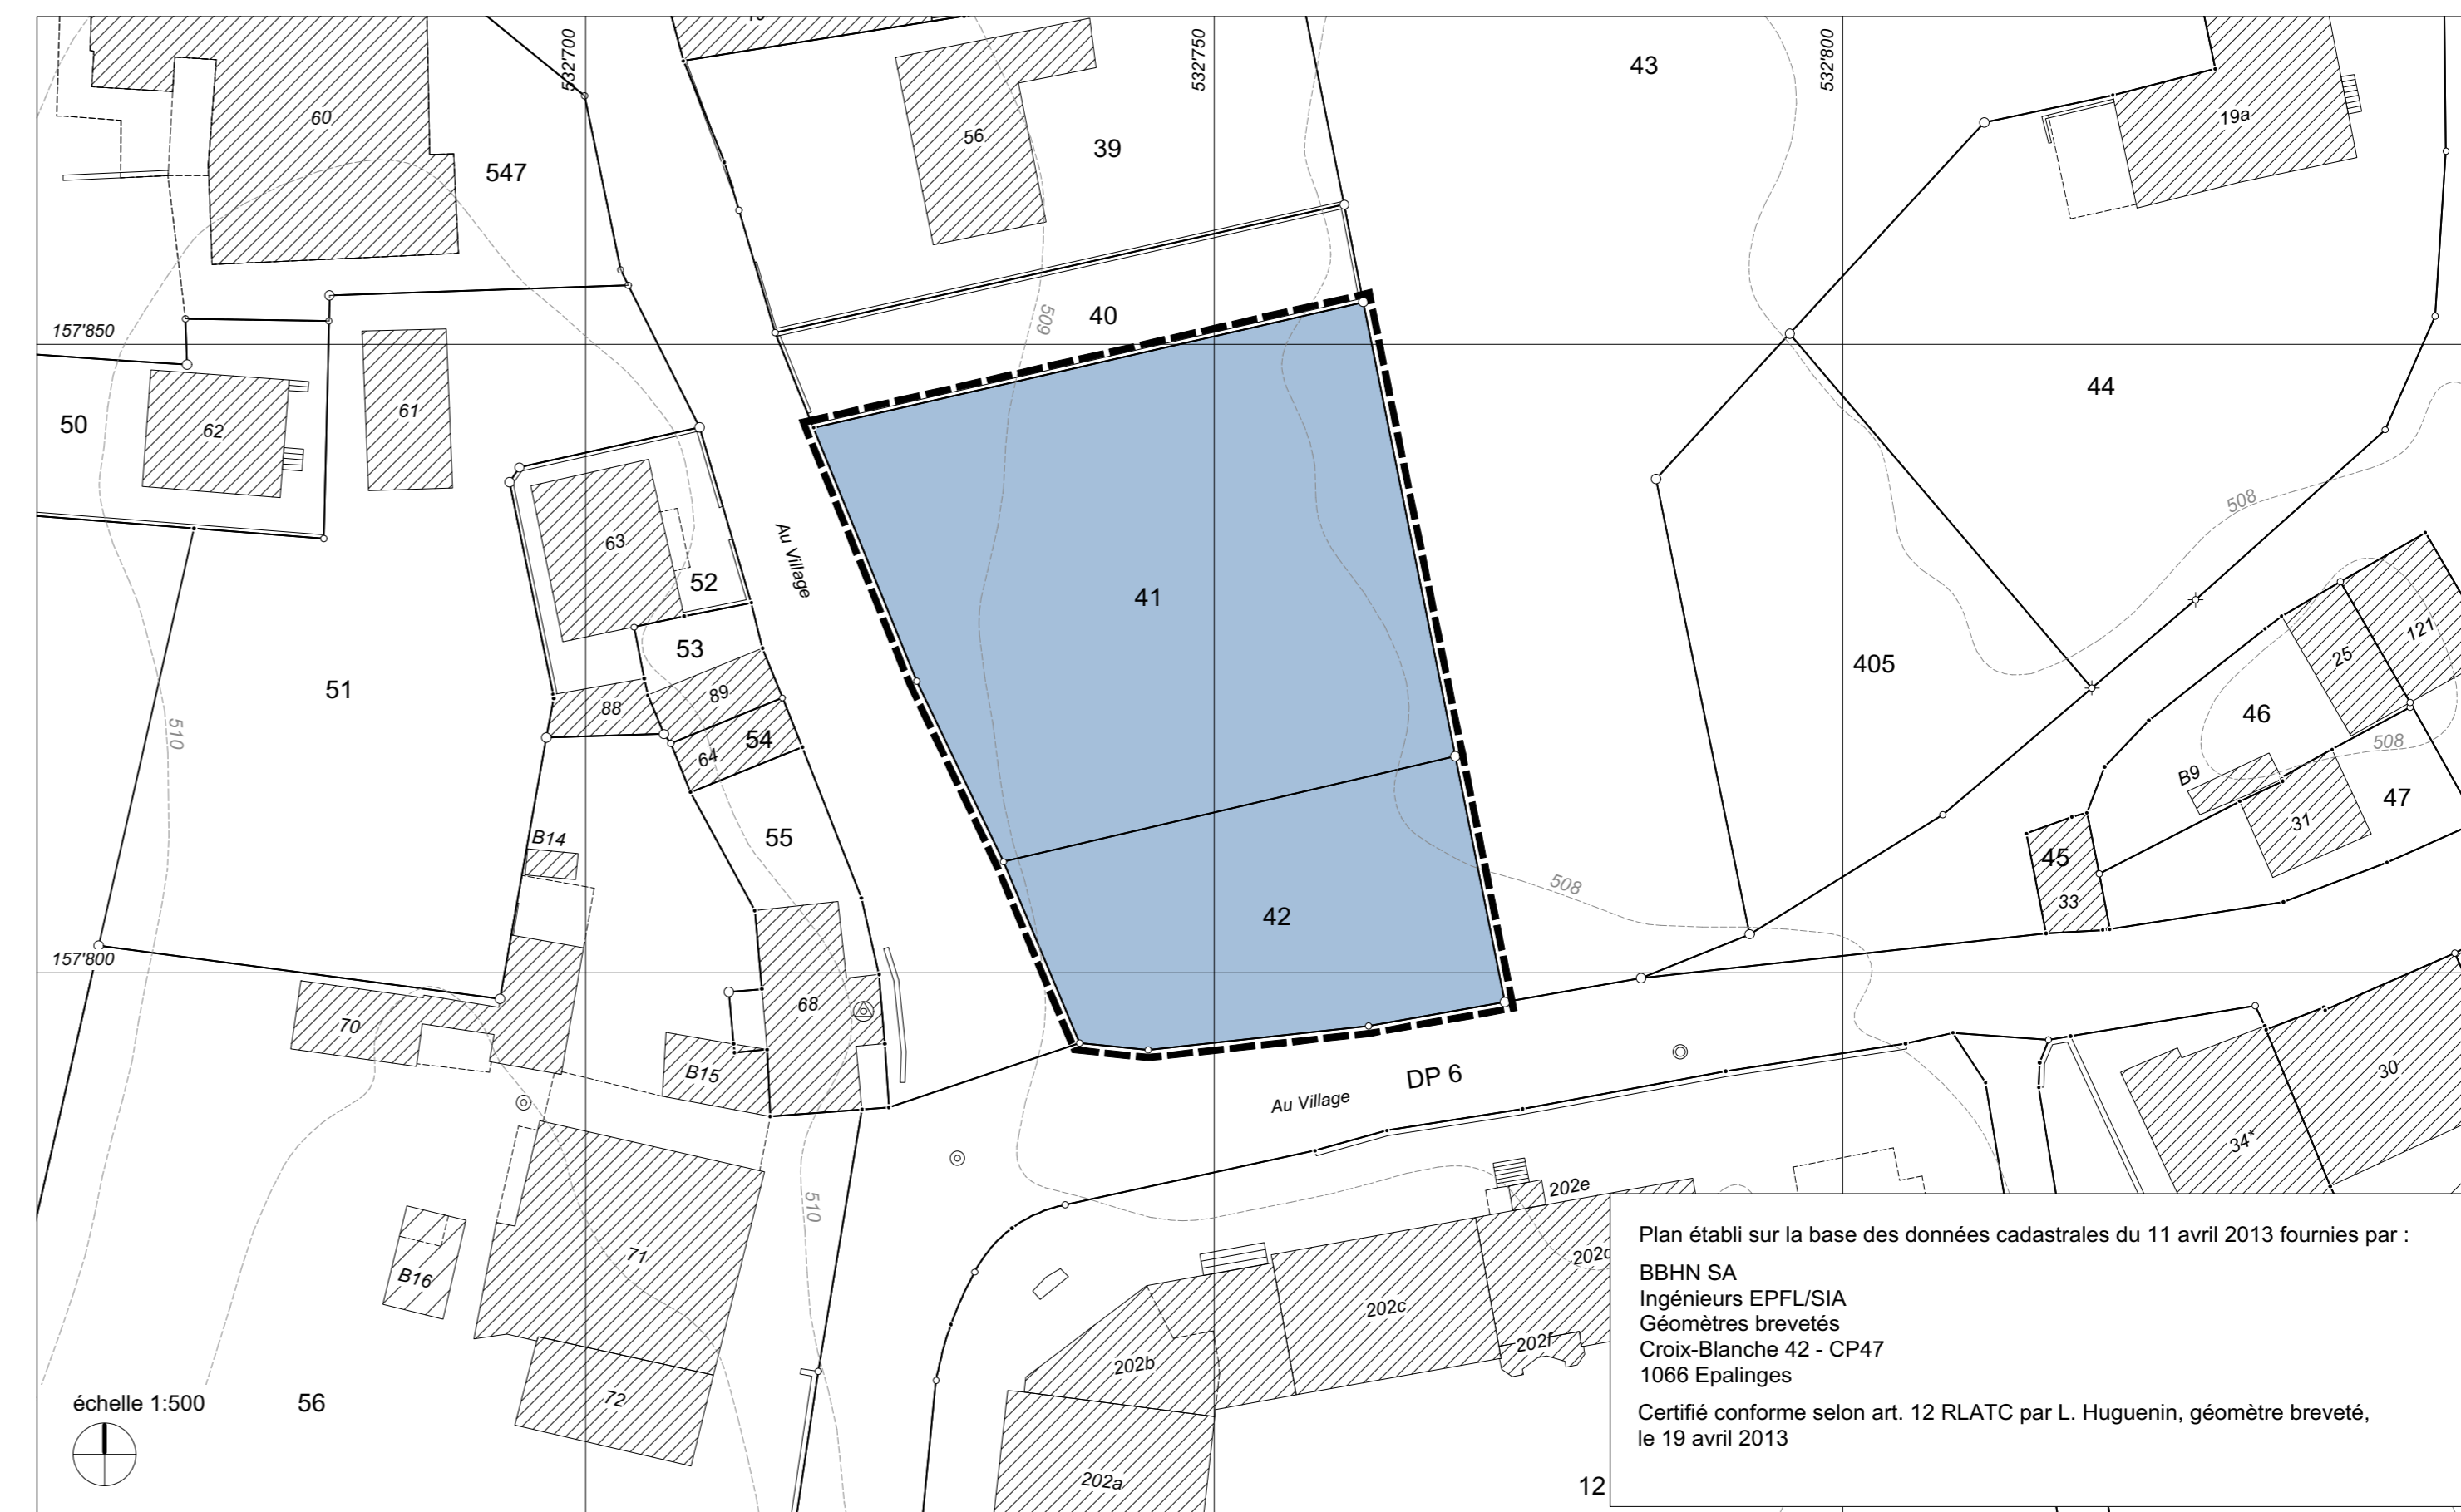 532'700
532'750
532'800
43
60
56
39
19a
547
157'850
40
509
44
50
62
61
508
63
Au Village
52
41
121
53
25
405
51
88
89
46
510
64
54
508
B9
47
B14
55
31
45
508
33
42
157'800
68
70
B15
DP 6
Au Village
30
34*
510
202e
71
B16
202c
202f
202b
72
échelle 1:500
56
202a
12
Plan établi sur la base des données cadastrales du 11 avril 2013 fournies par :
BBHN SA
Ingénieurs EPFL/SIA
Géomètres brevetés
Croix-Blanche 42 - CP47
1066 Epalinges
Certifié conforme selon art. 12 RLATC par L. Huguenin, géomètre breveté,
le 19 avril 2013